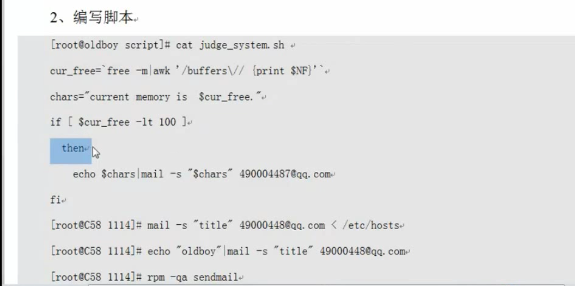 2、编写脚本
[root@oldboy script]# cat judge_system.sh
cur_free=`free -m|awk '/buffers\// {print $NF}'`
chars="current memory is  $cur_free."
if [ $cur_free -lt 100 ]
then
echo $chars|mail -s "$chars" 490004487@qq.com
fi
[root@C58 1114]# mail -s "title" 49000448@qq.com < /etc/hosts
[root@C58 1114]# echo "oldboy"|mail -s "title" 49000448@qq.com
[root@C58 1114]# rpm -qa sendmail